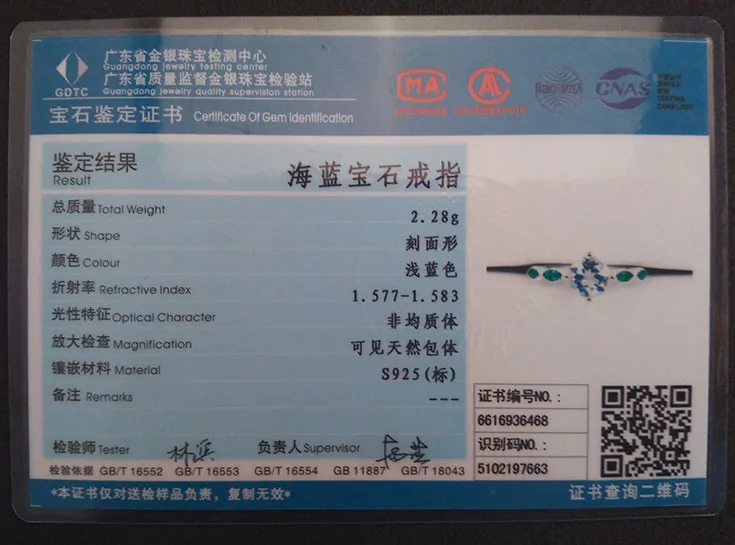 广东省金银珠宝检测中心
Guangdong jewelry testing center
广东省质量监督金银珠宝检验站
Guangdong jewelry quality supervision station.
GDTC
宝石鉴定证书 Certificate Of Gem Identification
MA
AL
ilac-MRA
CNAS
鉴定结果
Result
海蓝宝石戒指
总质量 Total Weight 2.28g
形状 Shape 刻面形
颜色 Colour 浅蓝色
折射率 Refractive Index 1.577-1.583
光性特征 Optical Character 非均质体
放大检查 Magnification 可见天然包体
镶嵌材料 Material S925(标)
备注 Remarks ---
证书编号NO.:
6616936468
识别码NO.:
5102197663
检验师 Tester
负责人 Supervisor
检验依据 GB/T 16552 GB/T 16553 GB/T 16554 GB 11887 GB/T 18043
*本证书仅对送检样品负责，复制无效*
证书查询二维码